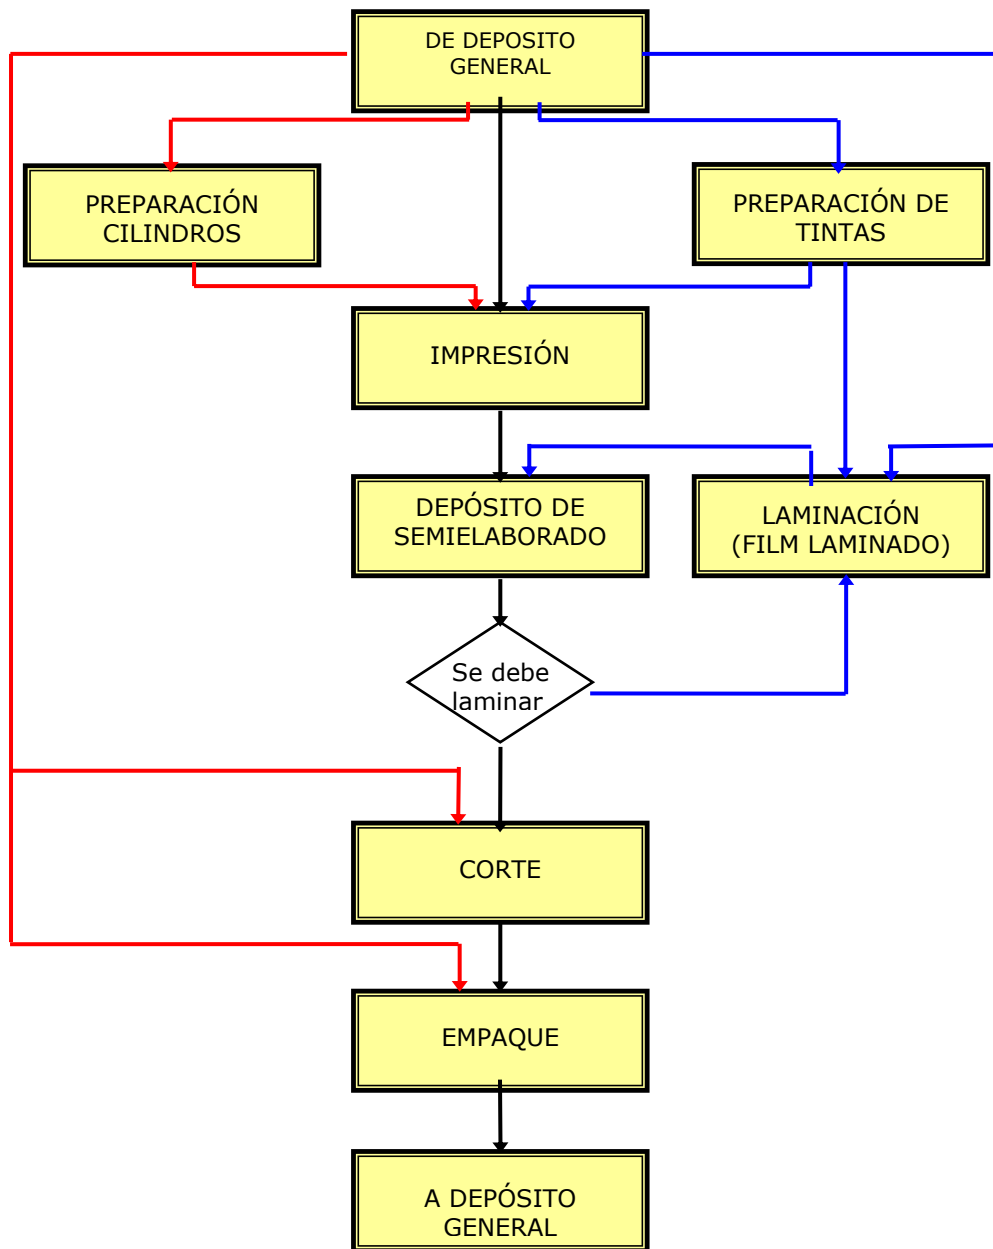 DE DEPOSITO
GENERAL
PREPARACIÓN
CILINDROS
PREPARACIÓN DE
TINTAS
IMPRESIÓN
DEPÓSITO DE
SEMIELABORADO
LAMINACIÓN
(FILM LAMINADO)
Se debe
laminar
CORTE
EMPAQUE
A DEPÓSITO
GENERAL